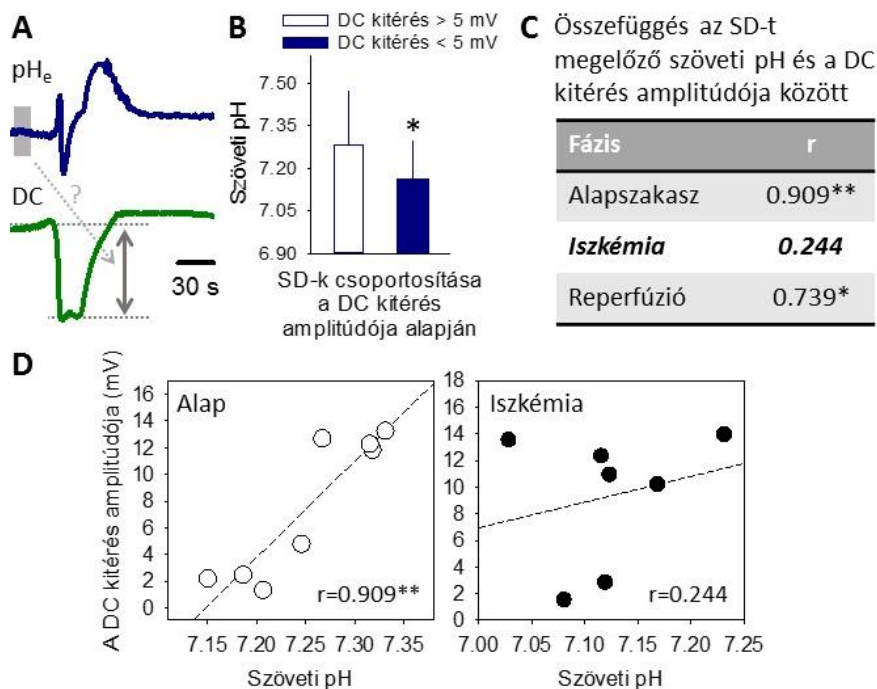 A
pHe
?
DC
30 s
B
DC kitérés > 5 mV
DC kitérés < 5 mV
Szöveti pH
7.50
7.35
7.20
7.05
6.90
*
SD-k csoportosítása
a DC kitérés
amplitúdója alapján
C Összefüggés az SD-t
megelőző szöveti pH és a DC
kitérés amplitúdója között
Fázis r
Alapszakasz 0.909**
Iszkémia 0.244
Reperfúzió 0.739*
D
A DC kitérés amplitúdója (mV)
16
14
12
10
8
6
4
2
0
Alap
r=0.909**
7.15 7.20 7.25 7.30 7.35
Szöveti pH
18
16
14
12
10
8
6
4
2
0
Iszkémia
r=0.244
7.00 7.05 7.10 7.15 7.20 7.25
Szöveti pH